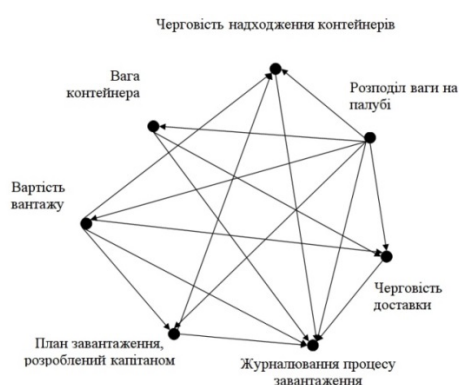 Черговість надходження контейнерів
Вага
контейнера
Розподіл ваги на
палубі
Вартість
вантажу
Черговість
доставки
План завантаження,
розроблений капітаном
Журналювання процесу
завантаження